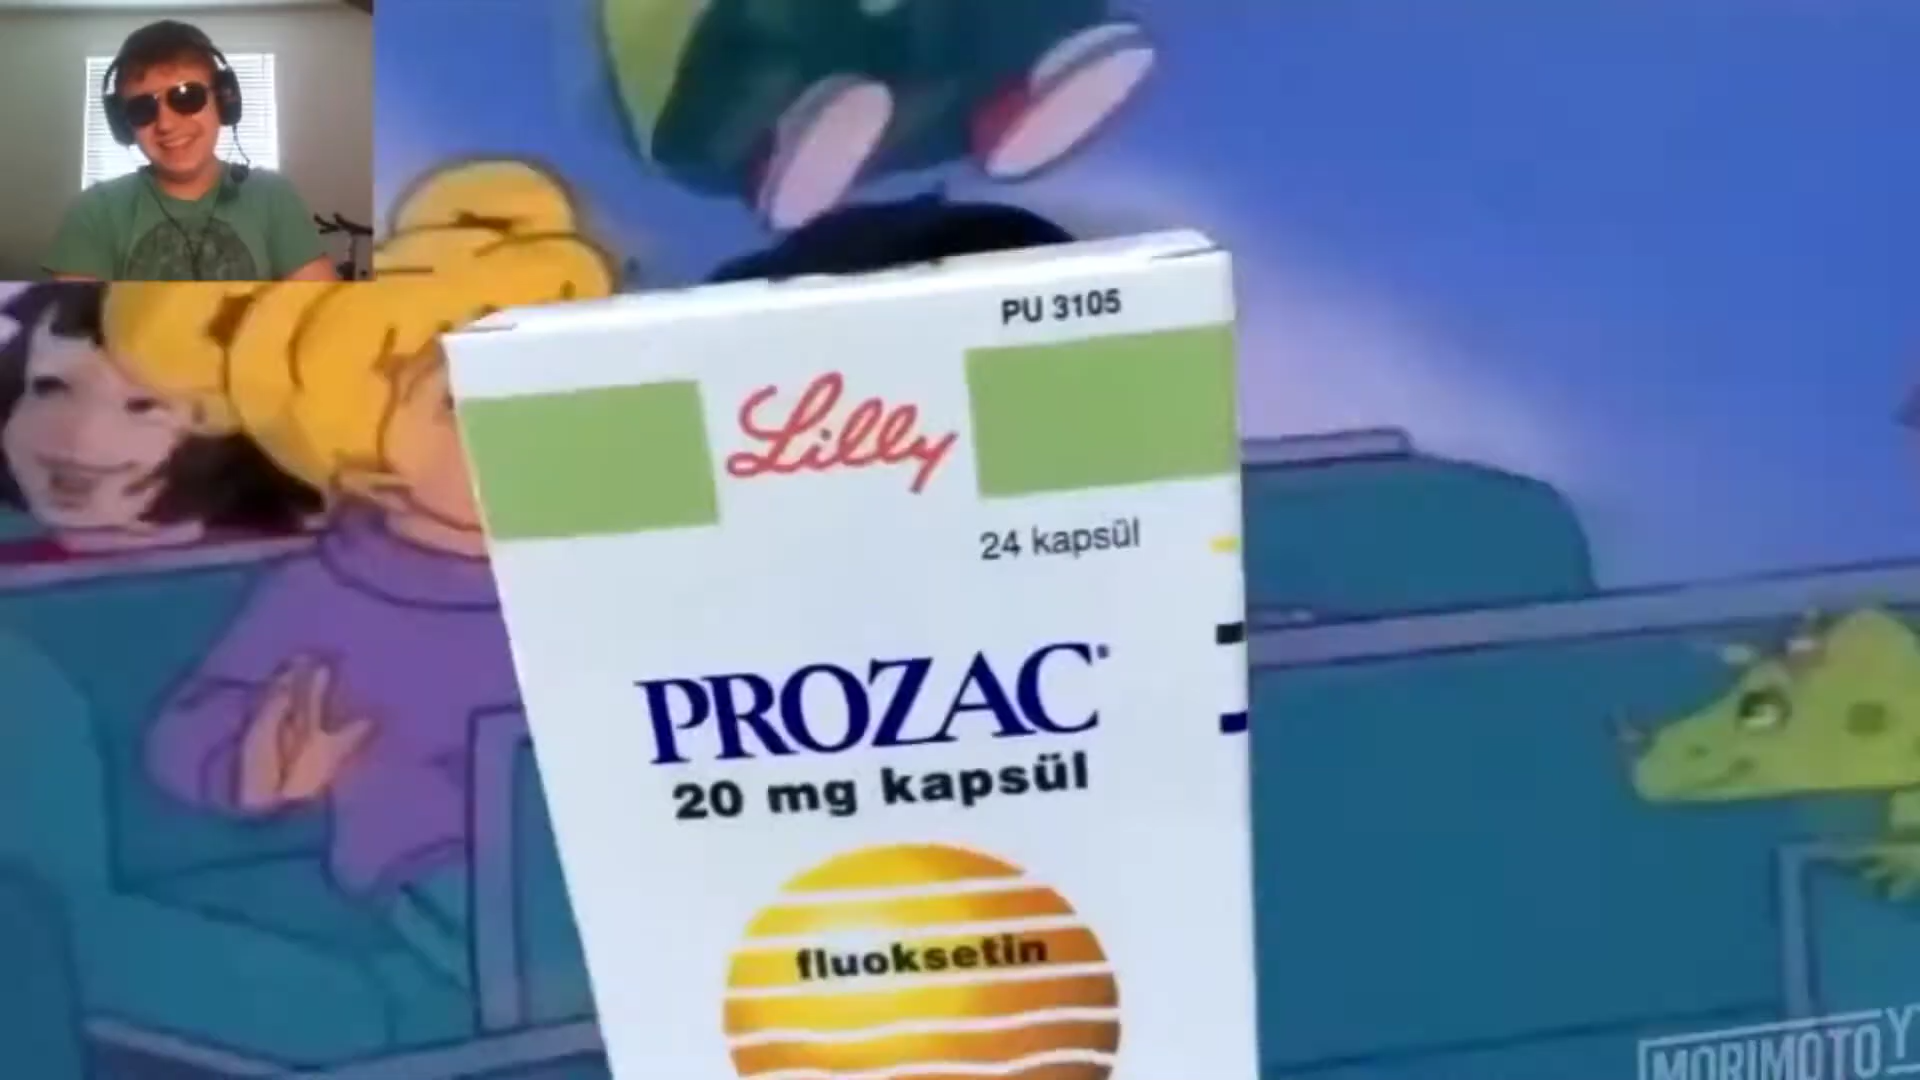 PU 3105
Lilly
24 kapsül
PROZAC
20 mg kapsül
fluoksetin
MORIMOTO